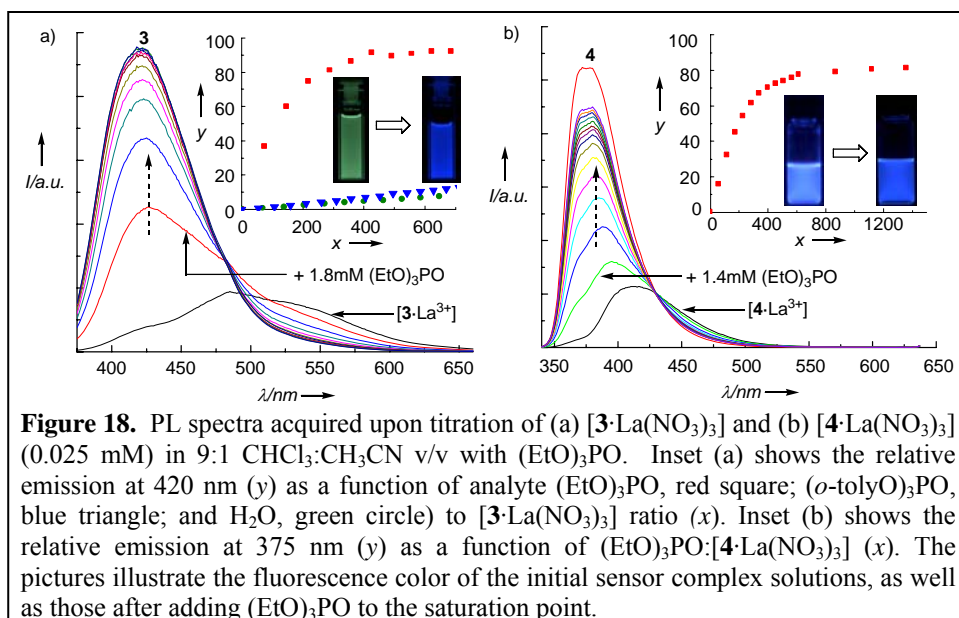 a)
3
b)
4
100
80
60
40
20
0
y
0
200
400
600
x
I/a.u.
+ 1.8mM (EtO)₃PO
[3·La³⁺]
400
450
500
550
600
650
λ/nm
100
80
60
40
20
0
y
0
400
800
1200
x
I/a.u.
+ 1.4mM (EtO)₃PO
[4·La³⁺]
350
400
450
500
550
600
650
λ/nm
Figure 18. PL spectra acquired upon titration of (a) [3·La(NO₃)₃] and (b) [4·La(NO₃)₃]
(0.025 mM) in 9:1 CHCl₃:CH₃CN v/v with (EtO)₃PO. Inset (a) shows the relative
emission at 420 nm (y) as a function of analyte (EtO)₃PO, red square; (o-tolyO)₃PO,
blue triangle; and H₂O, green circle) to [3·La(NO₃)₃] ratio (x). Inset (b) shows the
relative emission at 375 nm (y) as a function of (EtO)₃PO:[4·La(NO₃)₃] (x). The
pictures illustrate the fluorescence color of the initial sensor complex solutions, as well
as those after adding (EtO)₃PO to the saturation point.